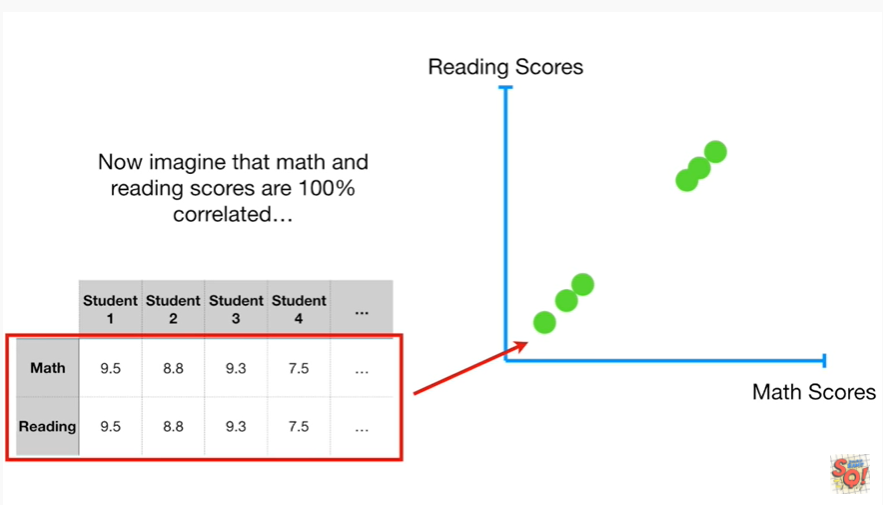 Reading Scores
Now imagine that math and
reading scores are 100%
correlated…
Student 1 Student 2 Student 3 Student 4 ...
Math 9.5 8.8 9.3 7.5 ...
Reading 9.5 8.8 9.3 7.5 ...
Math Scores
SQ!